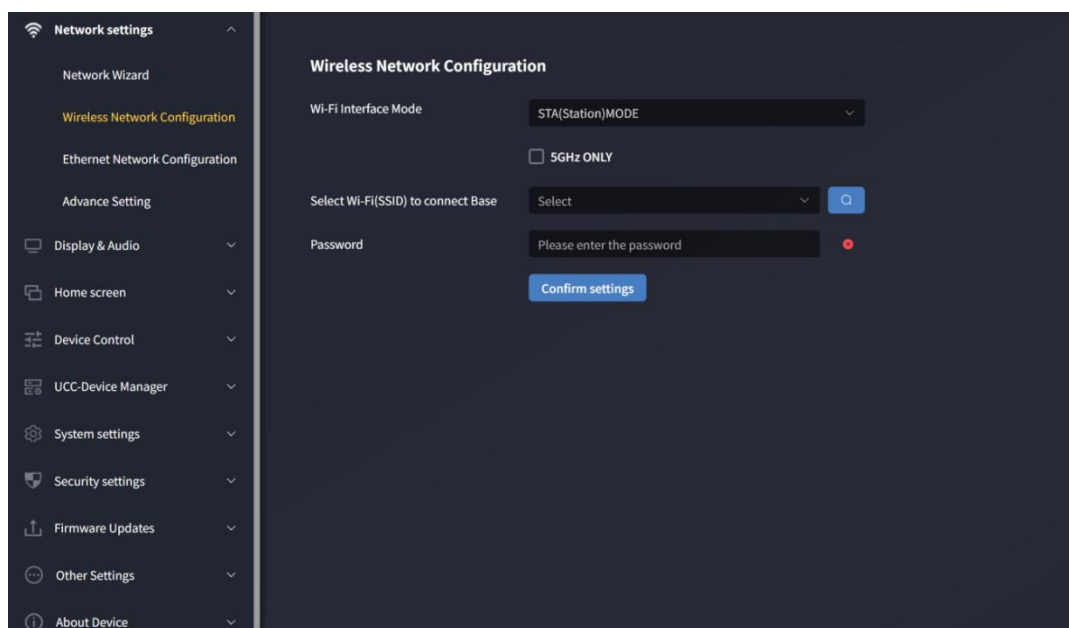 Network settings
Network Wizard
Wireless Network Configuration
Ethernet Network Configuration
Advance Setting
Display & Audio
Home screen
Device Control
UCC-Device Manager
System settings
Security settings
Firmware Updates
Other Settings
About Device
Wireless Network Configuration
Wi-Fi Interface Mode
STA(Station)MODE
5GHz ONLY
Select Wi-Fi(SSID) to connect Base
Select
Password
Please enter the password
Confirm settings